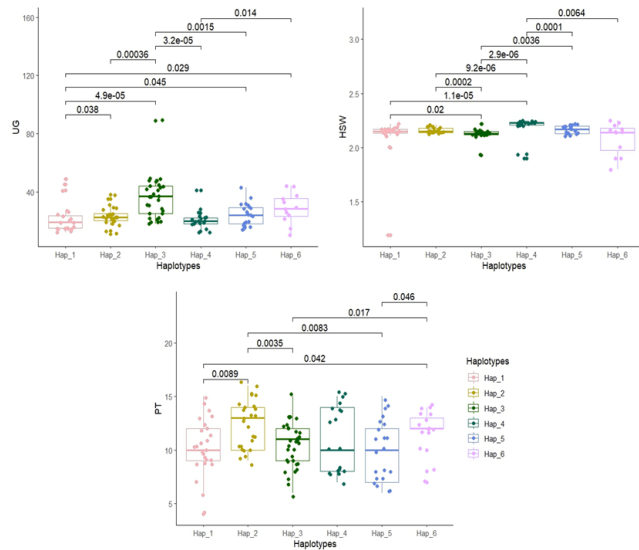 0.014
0.0015
3.2e-05
0.00036
0.029
0.045
4.9e-05
0.038
160
120
80
40
UG
Hap_1 Hap_2 Hap_3 Hap_4 Hap_5 Hap_6
Haplotypes
0.0064
0.0001
0.0036
2.9e-06
9.2e-06
0.0002
1.1e-05
0.02
3.0
2.5
2.0
1.5
HSW
Hap_1 Hap_2 Hap_3 Hap_4 Hap_5 Hap_6
Haplotypes
0.046
0.017
0.0083
0.0035
0.042
0.0089
20
15
10
5
PT
Hap_1 Hap_2 Hap_3 Hap_4 Hap_5 Hap_6
Haplotypes
Haplotypes
Hap_1
Hap_2
Hap_3
Hap_4
Hap_5
Hap_6